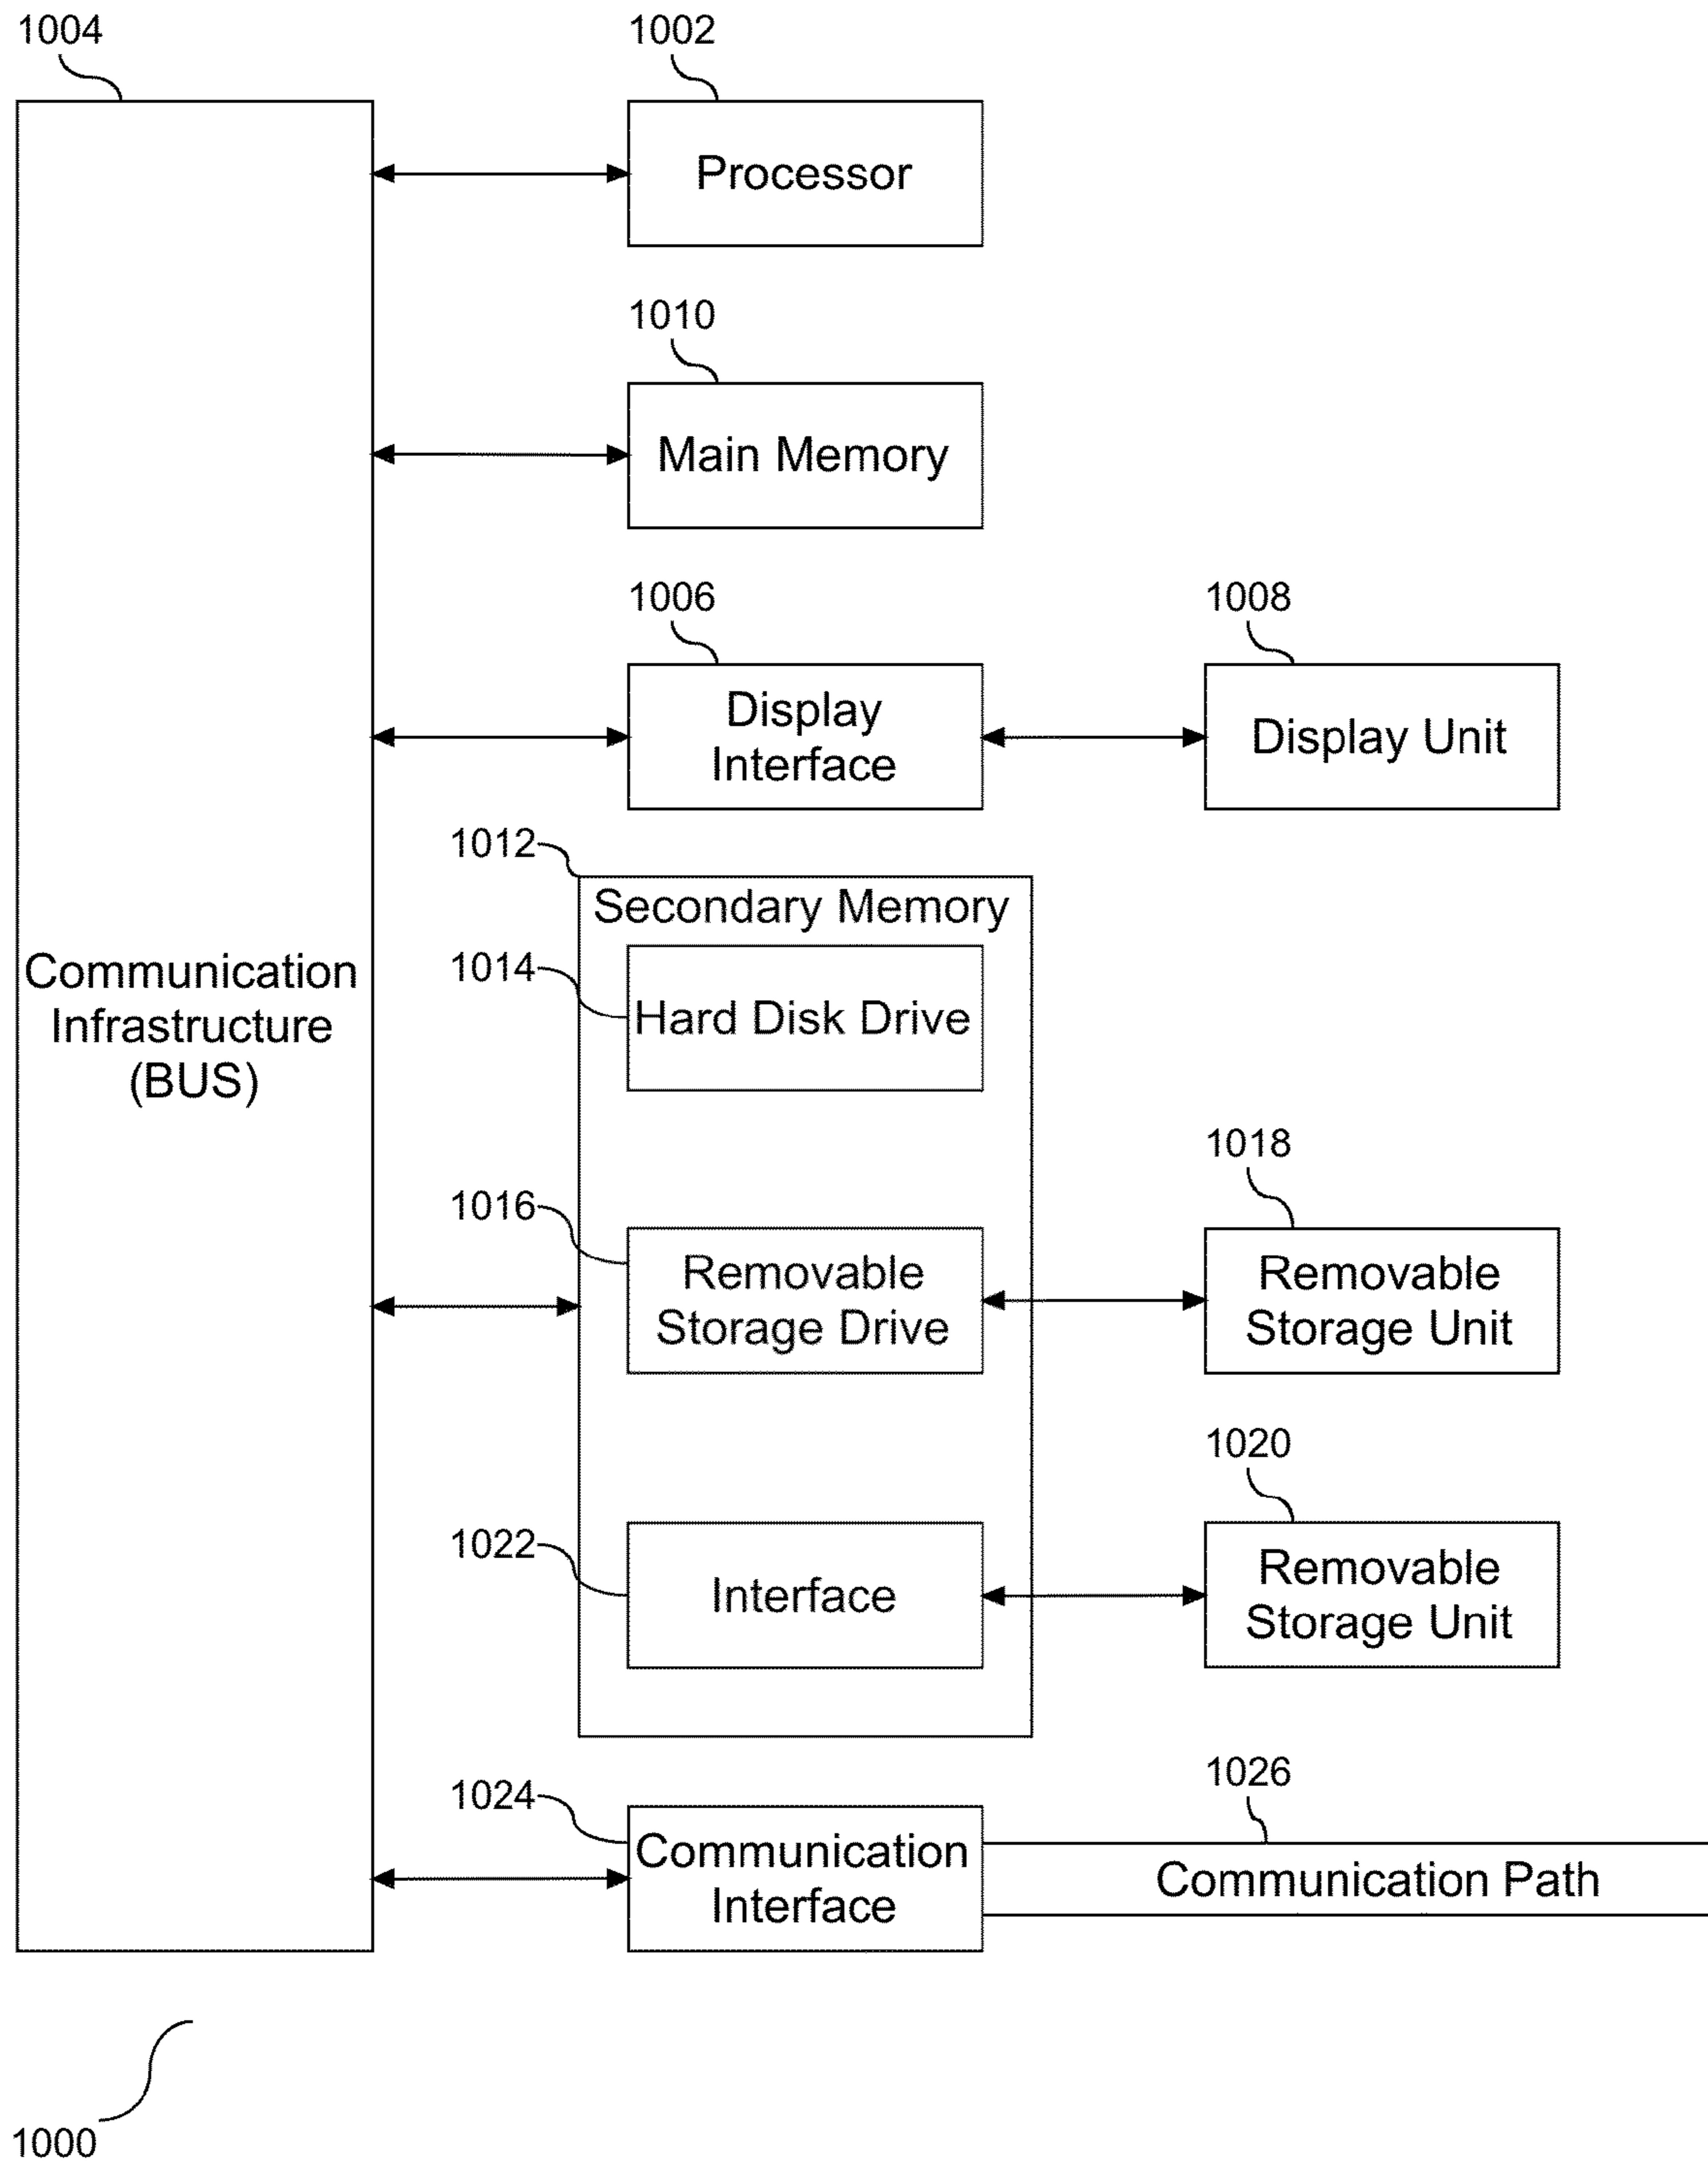 1004
1002
Processor
1010
Main Memory
1006
1008
Display
Interface
Display Unit
1012
Secondary Memory
1014
Hard Disk Drive
Communication
Infrastructure
(BUS)
1018
1016
Removable
Storage Drive
Removable
Storage Unit
1020
1022
Interface
Removable
Storage Unit
1026
1024
Communication
Interface
Communication Path
1000